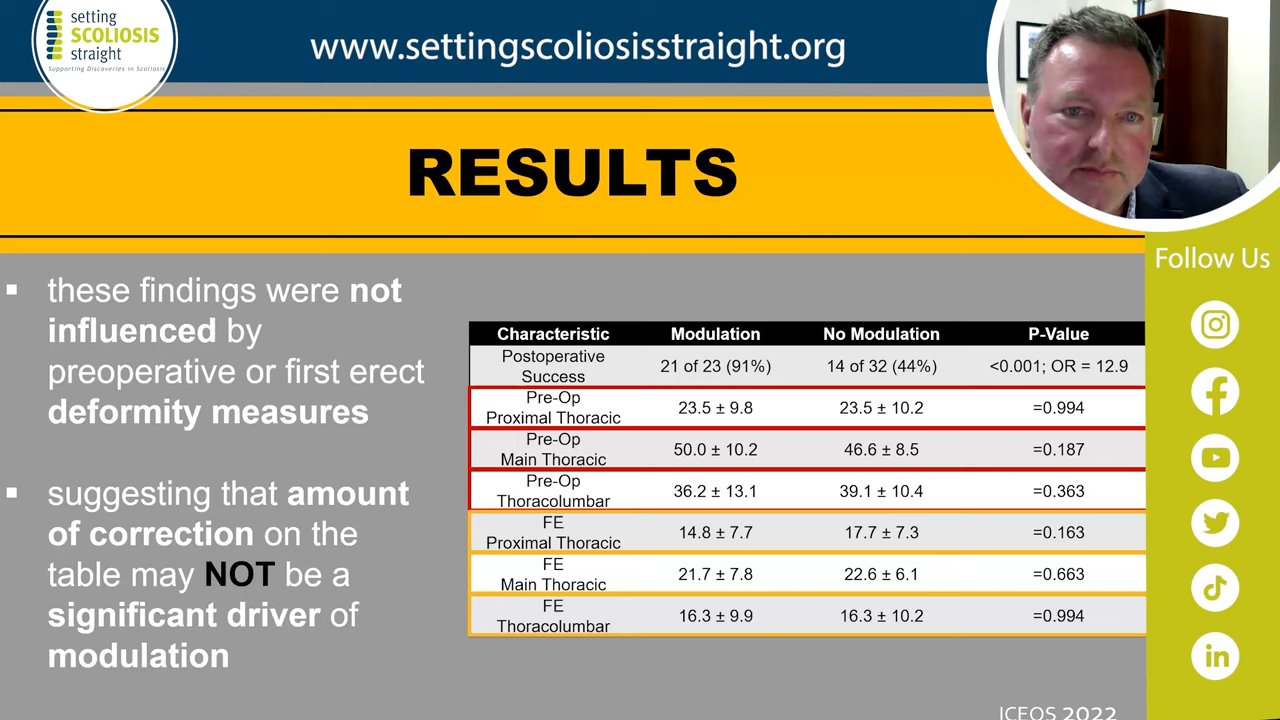 setting
SCOLIOSIS
straight
Supporting Discoveries in Scoliosis
www.settingscoliosisstraight.org
RESULTS
Follow Us
▪ these findings were not
influenced by
preoperative or first erect
deformity measures
▪ suggesting that amount
of correction on the
table may NOT be a
significant driver of
modulation
Characteristic Modulation No Modulation P-Value
Postoperative
Success 21 of 23 (91%) 14 of 32 (44%) <0.001; OR = 12.9
Pre-Op
Proximal Thoracic 23.5 ± 9.8 23.5 ± 10.2 =0.994
Pre-Op
Main Thoracic 50.0 ± 10.2 46.6 ± 8.5 =0.187
Pre-Op
Thoracolumbar 36.2 ± 13.1 39.1 ± 10.4 =0.363
FE
Proximal Thoracic 14.8 ± 7.7 17.7 ± 7.3 =0.163
FE
Main Thoracic 21.7 ± 7.8 22.6 ± 6.1 =0.663
FE
Thoracolumbar 16.3 ± 9.9 16.3 ± 10.2 =0.994
ICEOS 2022